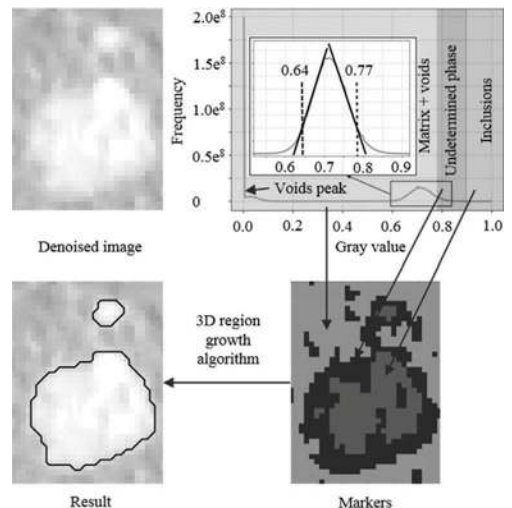 2.0e⁸
1.5e⁸
1.0e⁸
0.5e⁸
0
Frequency
0.64
0.77
0.6
0.7
0.8
0.9
Matrix + voids
Undetermined phase
Inclusions
Voids peak
0.0
0.2
0.4
0.6
0.8
1.0
Denoised image
Gray value
3D region
growth
algorithm
Result
Markers